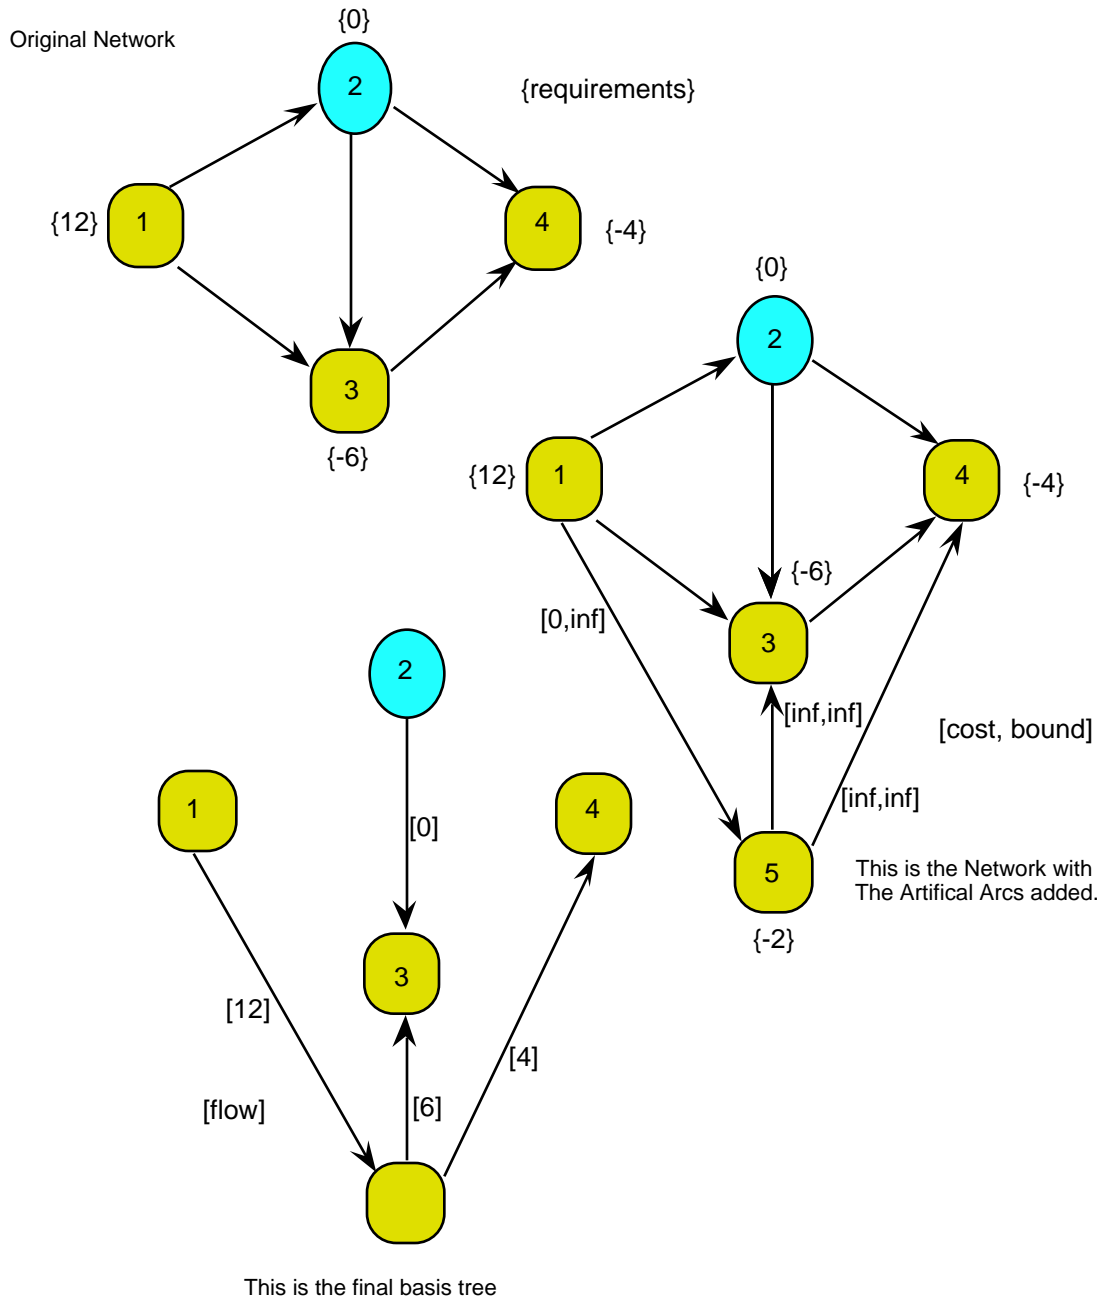 Original Network
{0}
2
{requirements}
{12}
1
4
{-4}
3
{-6}
{0}
2
{12}
1
4
{-4}
{-6}
[0,inf]
3
[inf,inf]
[cost, bound]
[inf,inf]
5
This is the Network with
The Artifical Arcs added.
{-2}
2
1
4
[0]
3
[12]
[4]
[flow]
[6]
This is the final basis tree